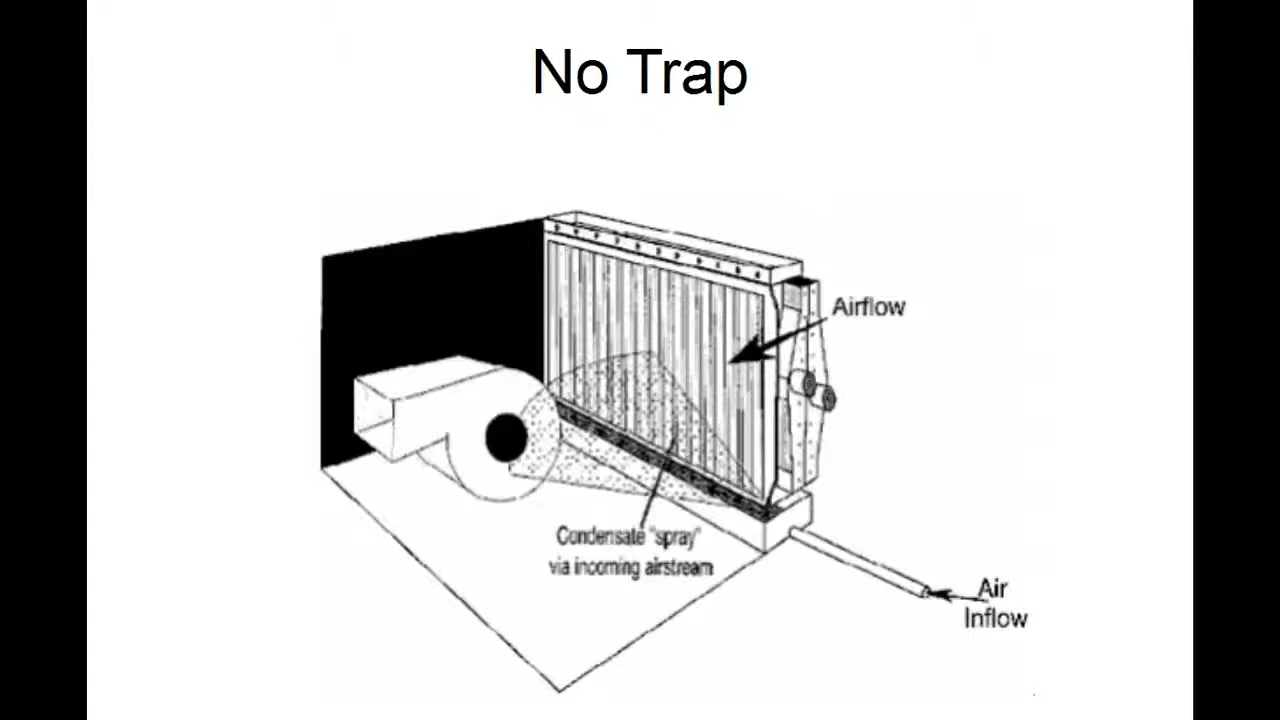 No Trap
Airflow
Condensate "spray"
via incoming airstream
Air
Inflow